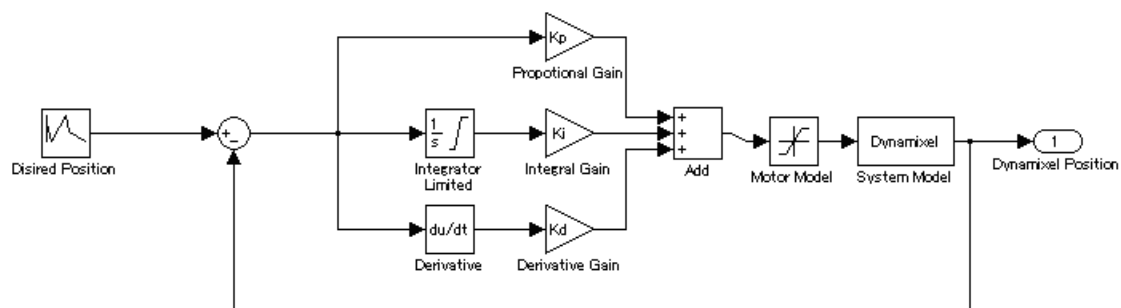 Kp
Propotional Gain
Disired Position
+
−
1
s
Integrator
Limited
Ki
Integral Gain
+
+
+
Add
Motor Model
Dynamixel
System Model
1
Dynamixel Position
du/dt
Derivative
Kd
Derivative Gain